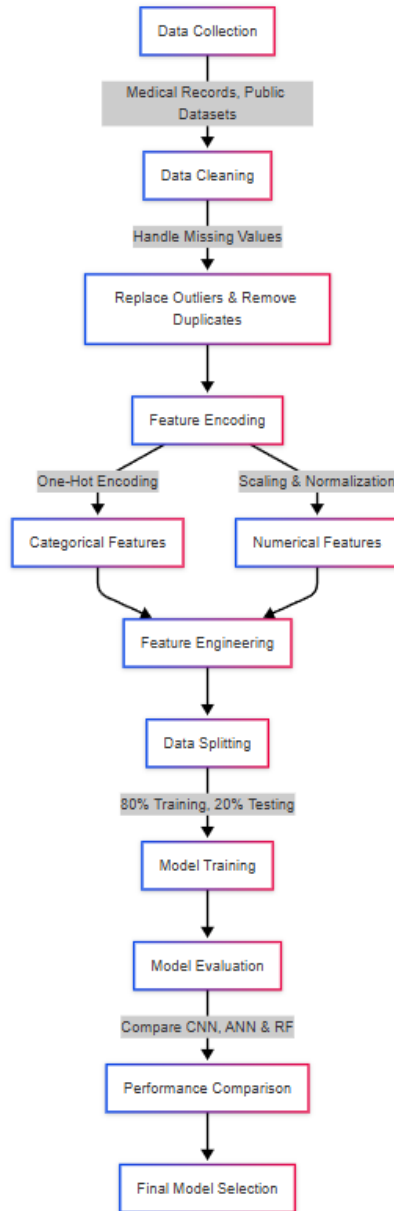 Data Collection
Medical Records, Public
Datasets
Data Cleaning
Handle Missing Values
Replace Outliers & Remove
Duplicates
Feature Encoding
One-Hot Encoding
Scaling & Normalization
Categorical Features
Numerical Features
Feature Engineering
Data Splitting
80% Training, 20% Testing
Model Training
Model Evaluation
Compare CNN, ANN & RF
Performance Comparison
Final Model Selection